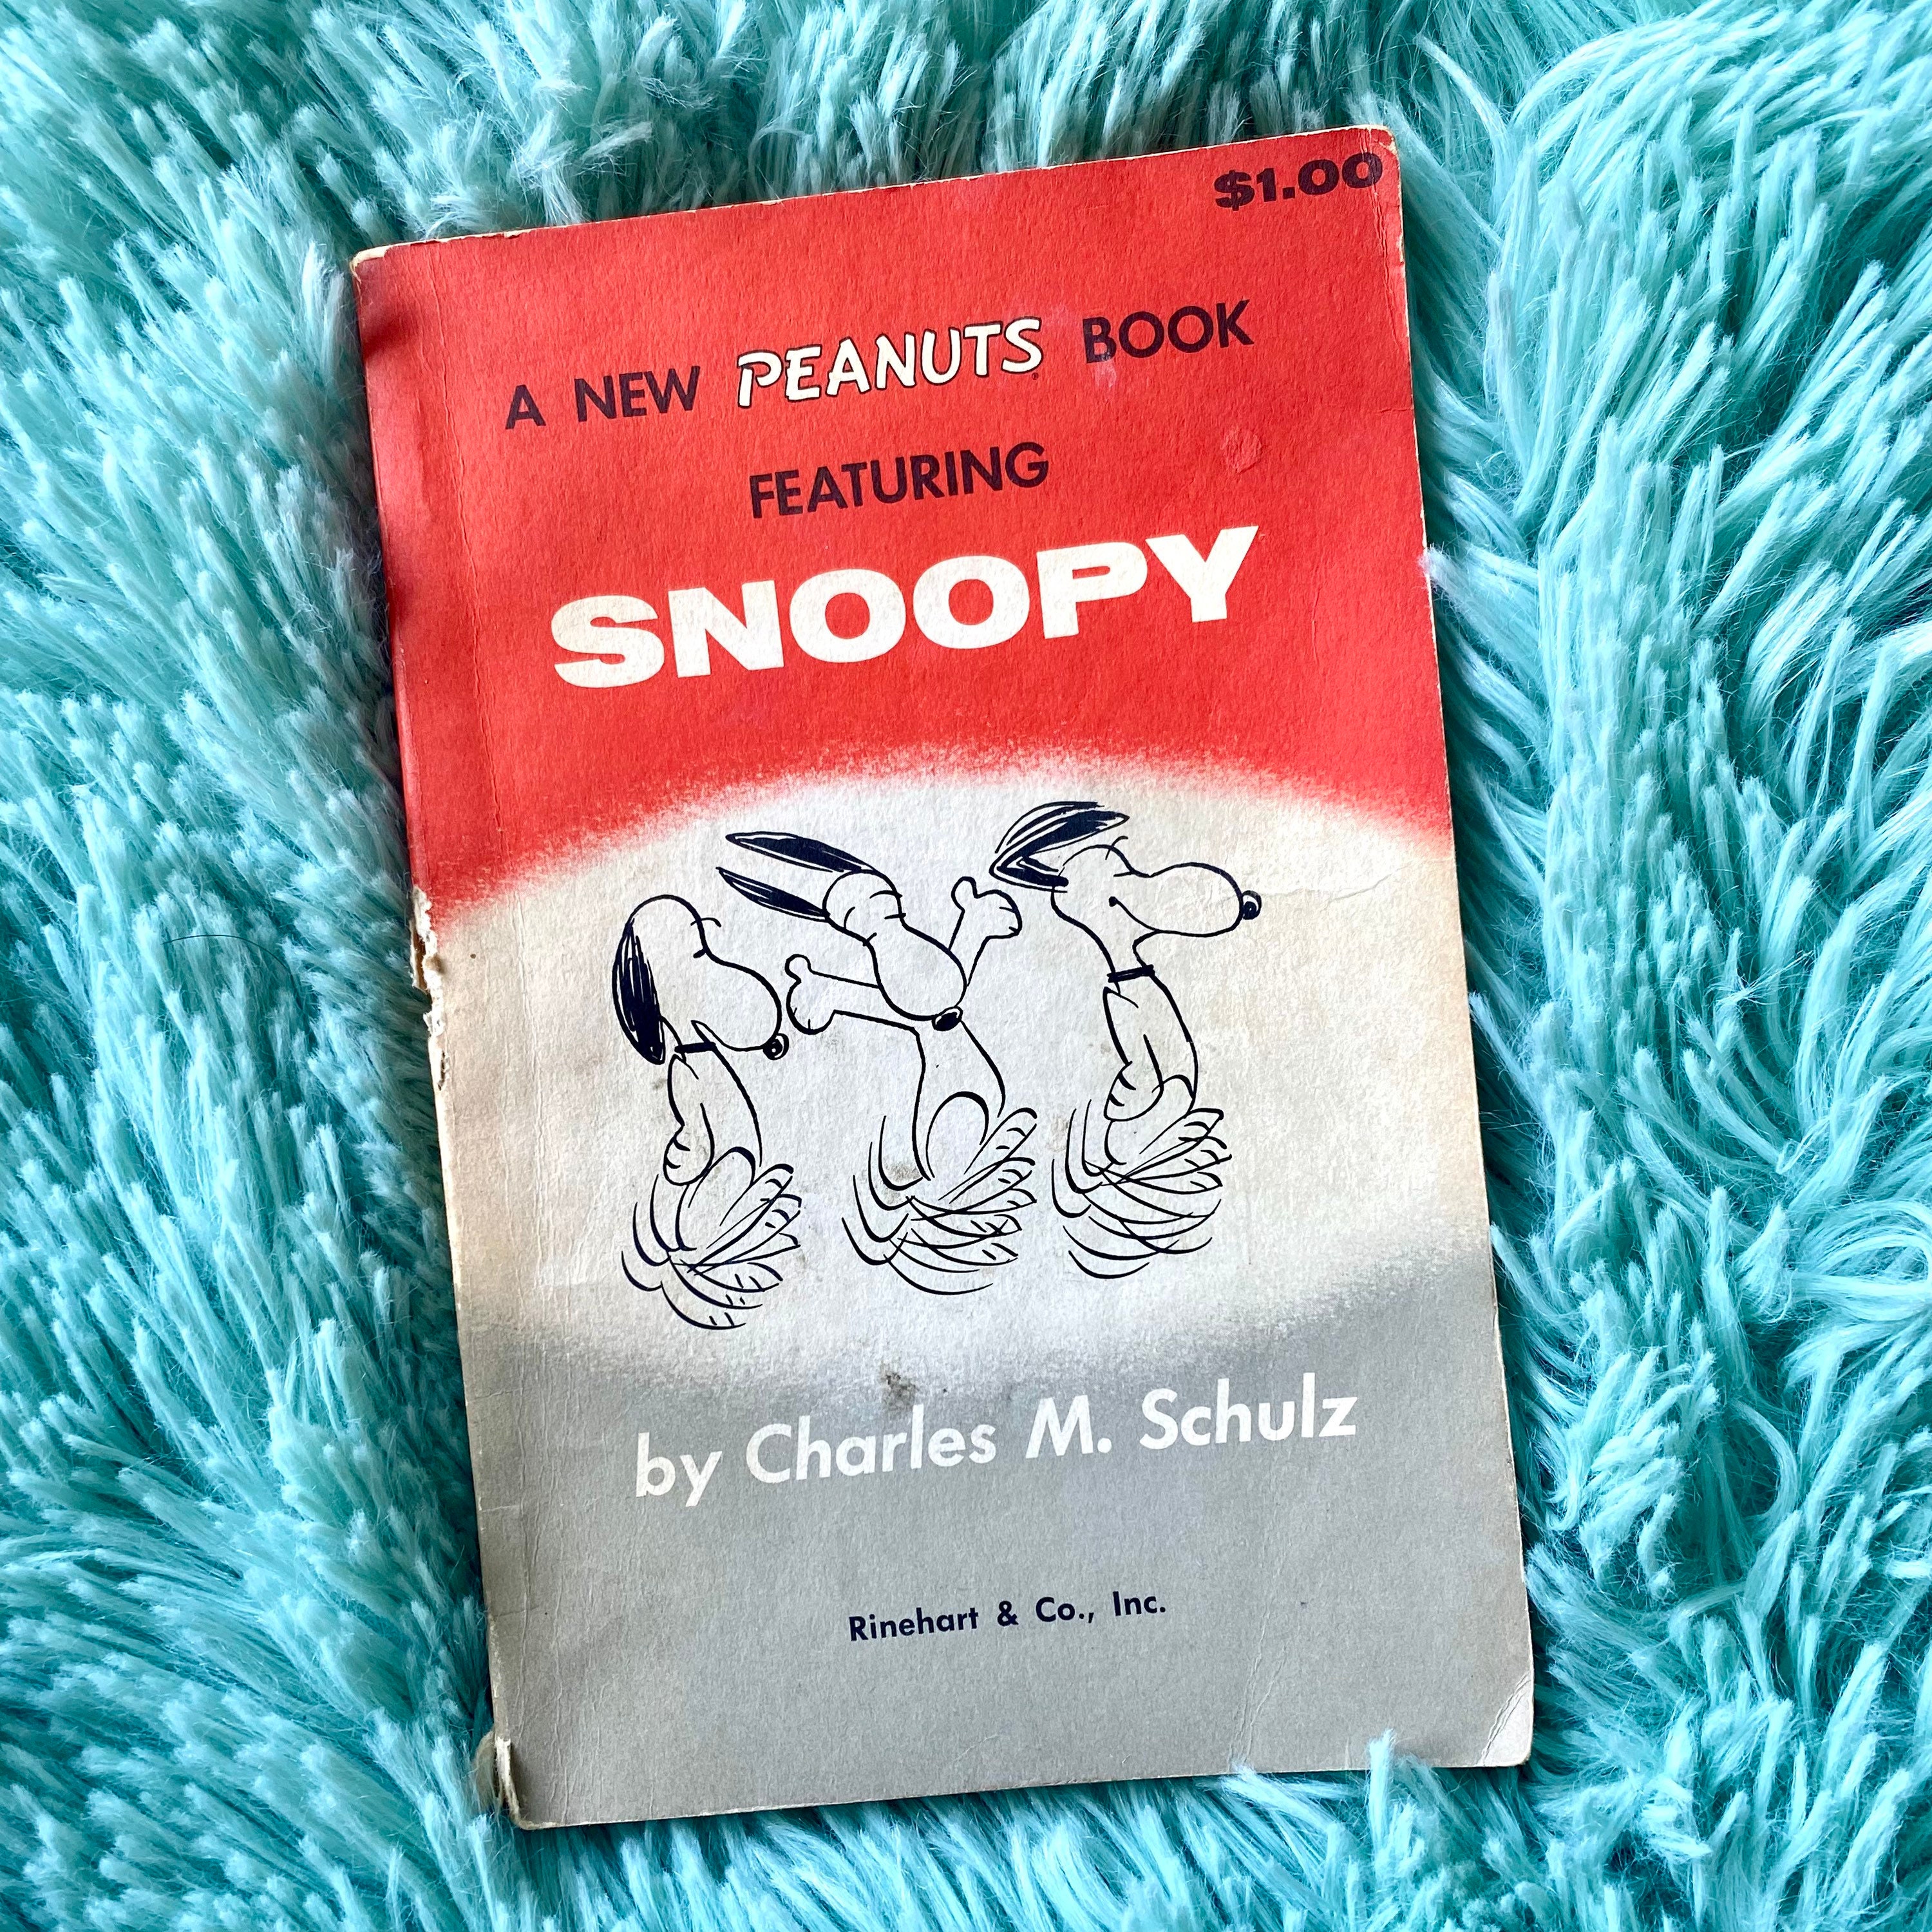 $1.00
A NEW PEANUTS BOOK
FEATURING
SNOOPY
by Charles M. Schulz
Rinehart & Co., Inc.